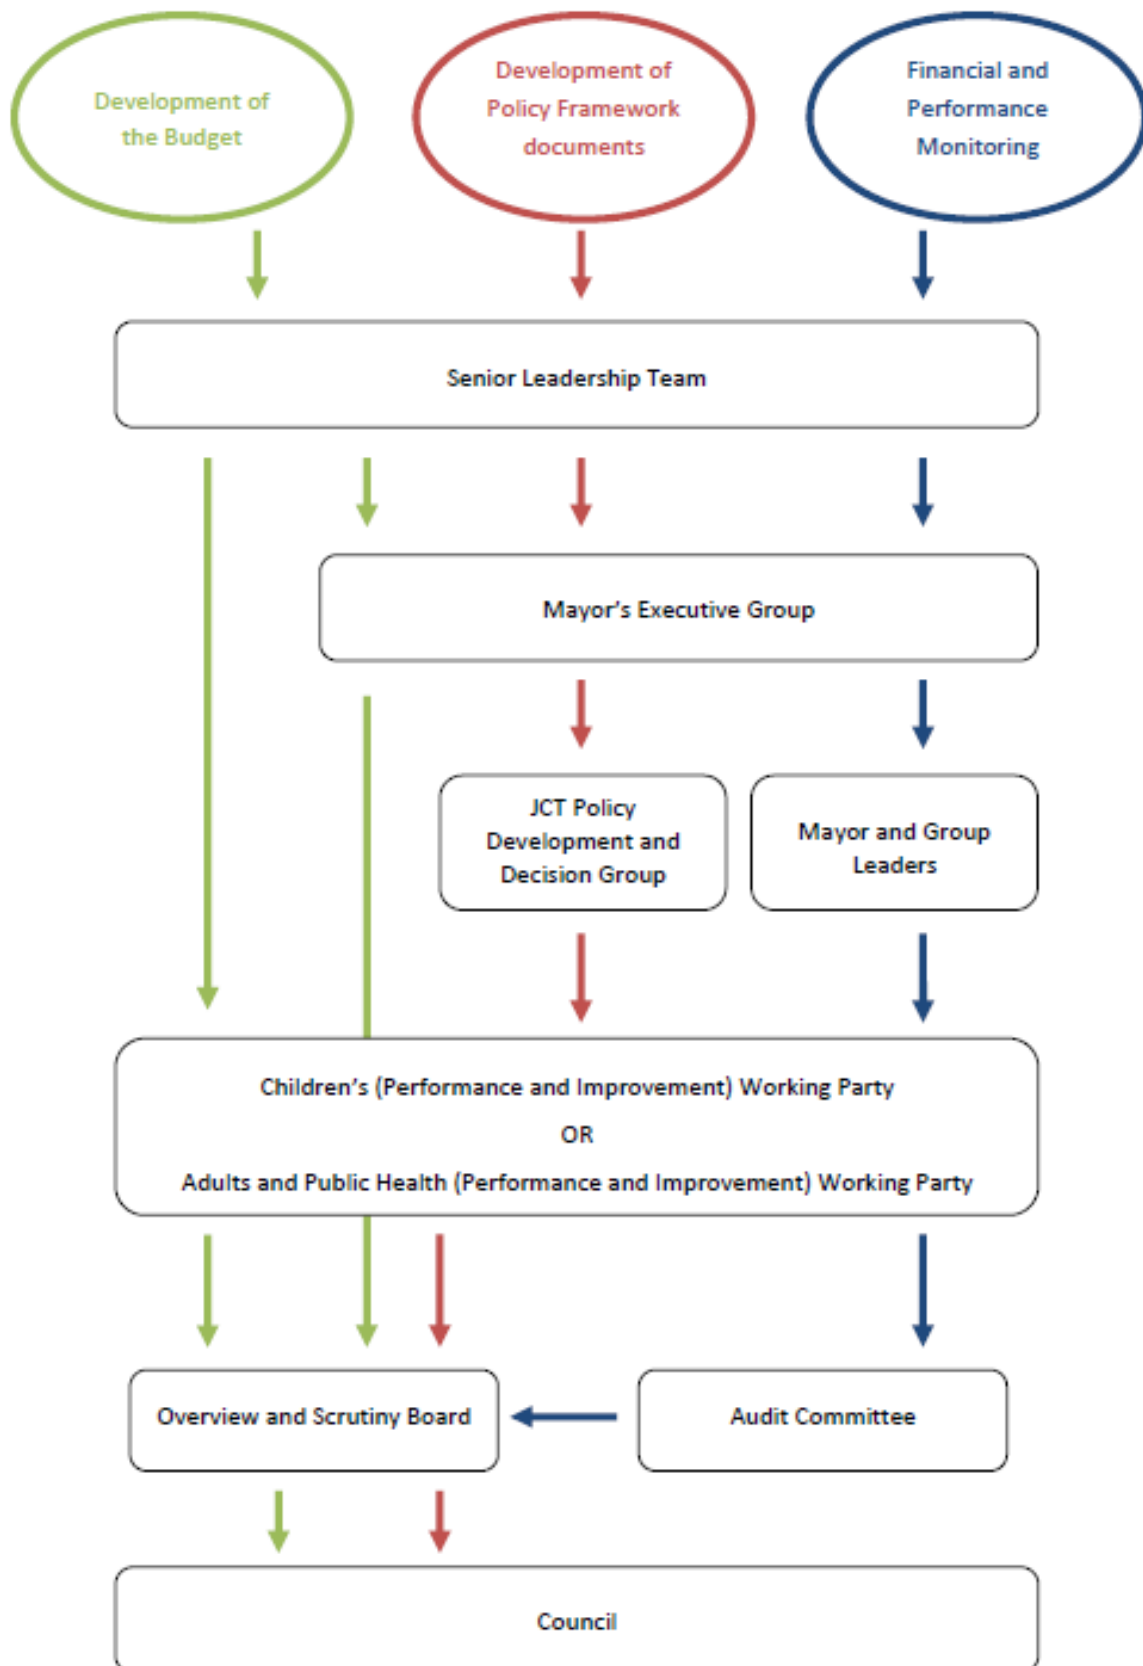 Development of
the Budget
Development of
Policy Framework
documents
Financial and
Performance
Monitoring
Senior Leadership Team
Mayor’s Executive Group
JCT Policy
Development and
Decision Group
Mayor and Group
Leaders
Children’s (Performance and Improvement) Working Party
OR
Adults and Public Health (Performance and Improvement) Working Party
Overview and Scrutiny Board
Audit Committee
Council